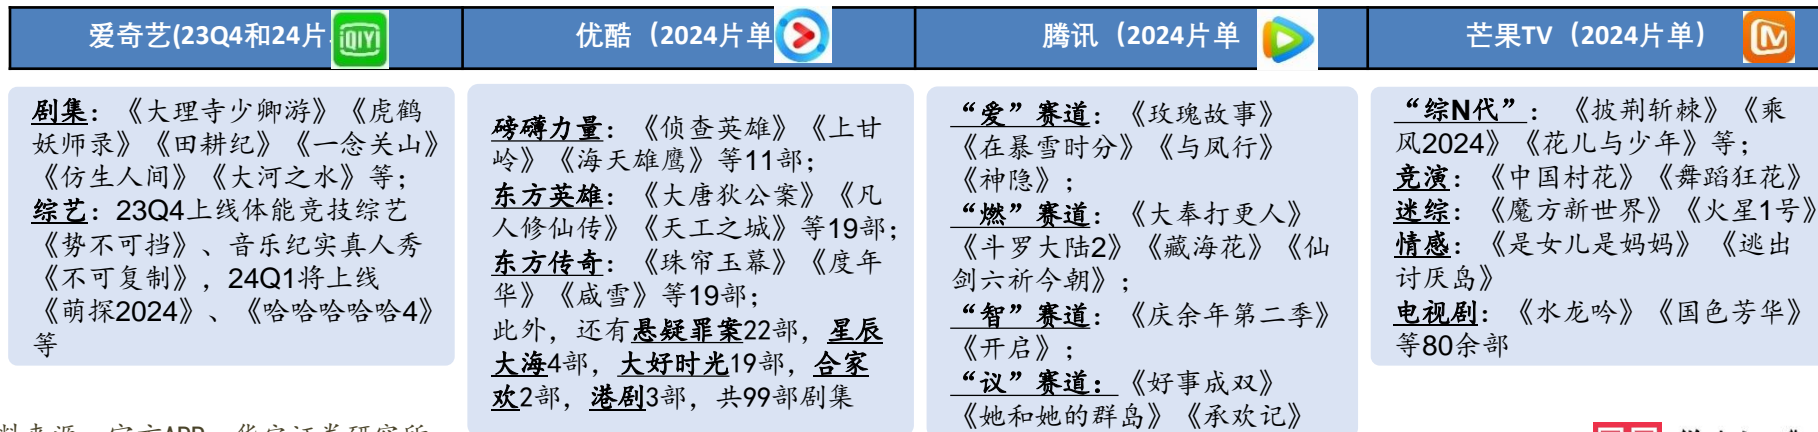 爱奇艺(23Q4和24片
iQIYI
优酷（2024片单
腾讯（2024片单
芒果TV（2024片单）
剧集：《大理寺少卿游》《虎鹤
妖师录》《田耕纪》《一念关山》
《仿生人间》《大河之水》等；
综艺：23Q4上线体能竞技综艺
《势不可挡》、音乐纪实真人秀
《不可复制》，24Q1将上线
《萌探2024》、《哈哈哈哈哈4》
等
磅礴力量：《侦查英雄》《上甘
岭》《海天雄鹰》等11部；
东方英雄：《大唐狄公案》《凡
人修仙传》《天工之城》等19部；
东方传奇：《珠帘玉幕》《度年
华》《戚雪》等19部；
此外，还有悬疑罪案22部，星辰
大海4部，大好时光19部，合家
欢2部，港剧3部，共99部剧集
“爱”赛道：《玫瑰故事》
《在暴雪时分》《与凤行》
《神隐》；
“燃”赛道：《大奉打更人》
《斗罗大陆2》《藏海花》《仙
剑六祈今朝》；
“智”赛道：《庆余年第二季》
《开启》；
“议”赛道：《好事成双》
《她和她的群岛》《承欢记》
“综N代”：《披荆斩棘》《乘
风2024》《花儿与少年》等；
竞演：《中国村花》《舞蹈狂花》
迷综：《魔方新世界》《火星1号》
情感：《是女儿是妈妈》《逃出
讨厌岛》
电视剧：《水龙吟》《国色芳华》
等80余部